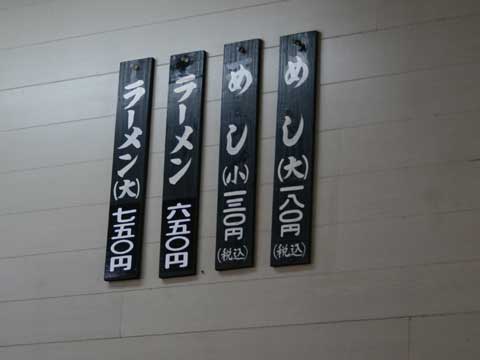 めし(大)一八〇円(税込)
めし(小)一三〇円(税込)
ラーメン 六五〇円
ラーメン(大)七五〇円